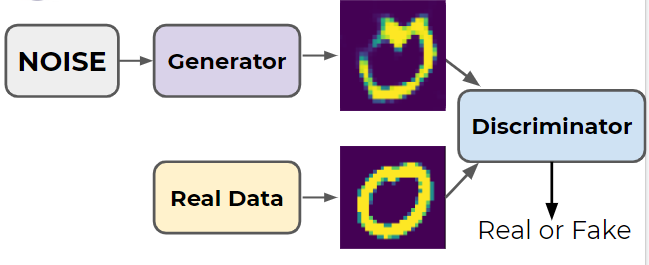 NOISE
Generator
Discriminator
Real Data
Real or Fake